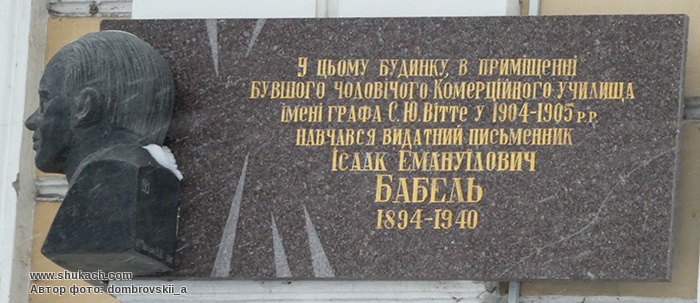 У цьому будинку, в приміщенні
бувшого чоловічого Комерційного училища
імені графа С.Ю.Вітте у 1904-1905 р.р.
навчався видатний письменник
Ісаак Емануїлович
БАБЕЛЬ
1894-1940
www.shukach.com
Автор фото: dombrovskii_a